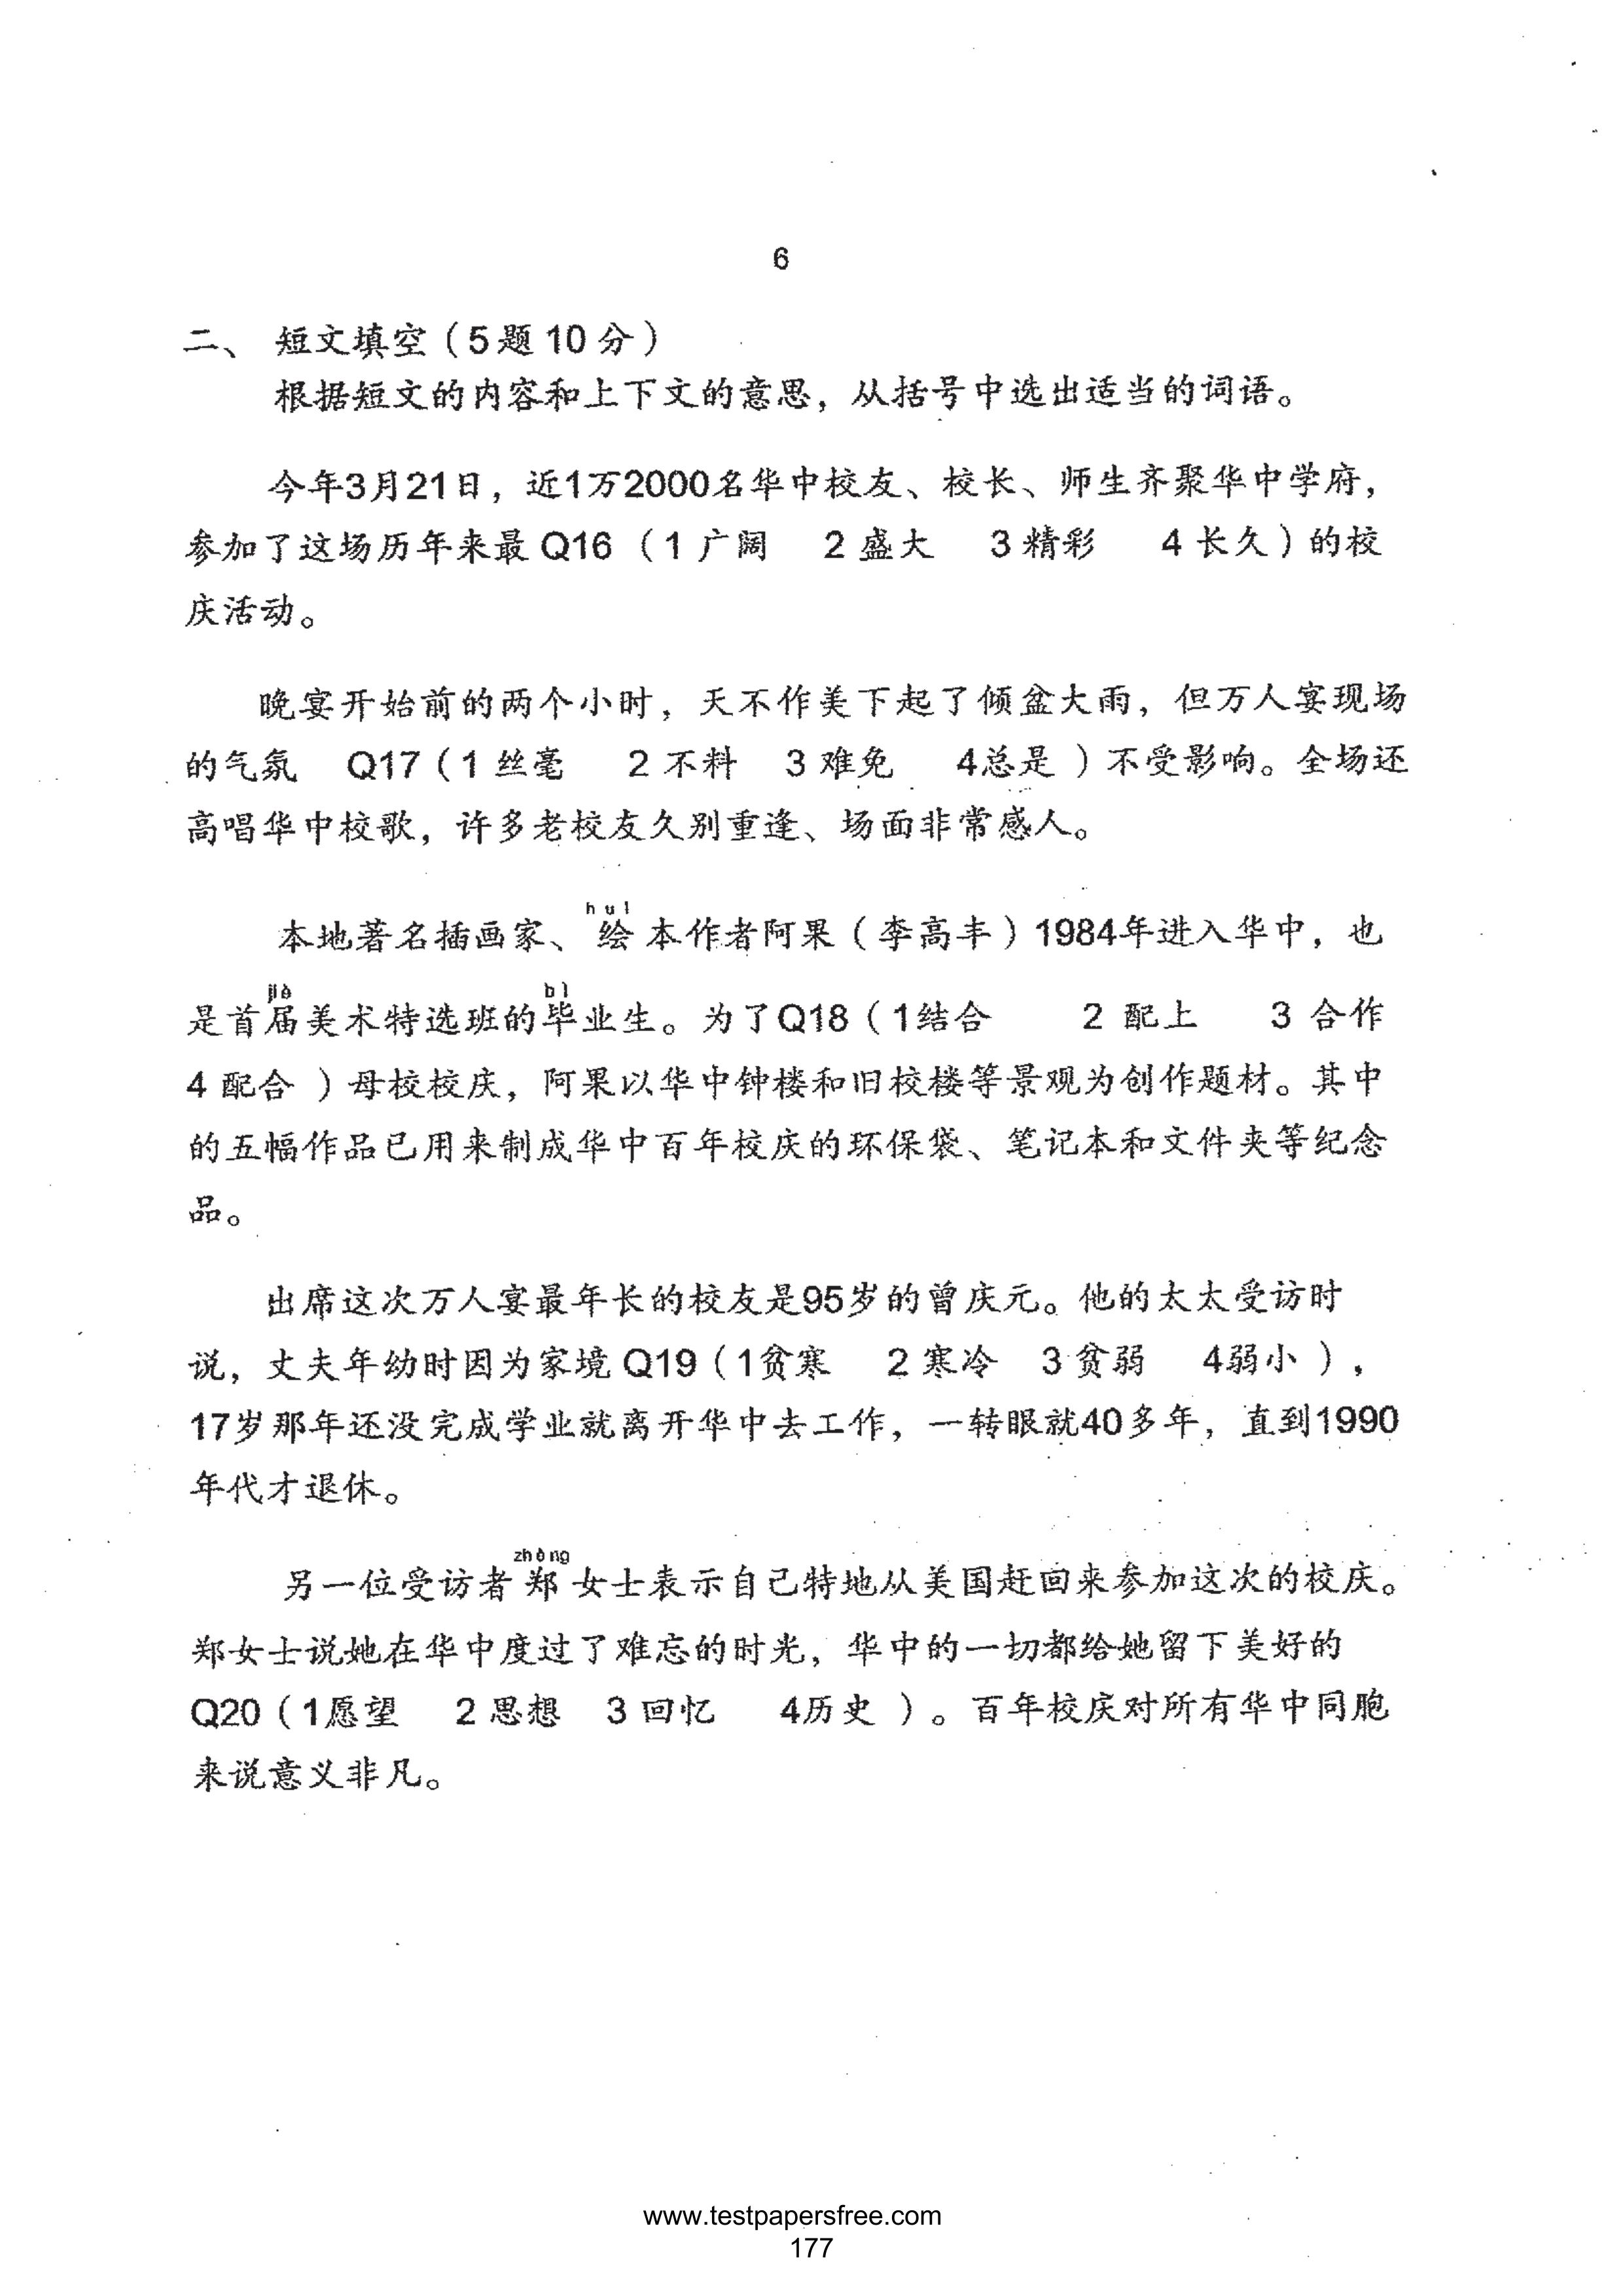 6
二、 短文填空（5题10分）
根据短文的内容和上下文的意思，从括号中选出适当的词语。
今年3月21日，近1万2000名华中校友、校长、师生齐聚华中学府，
参加了这场历年来最 Q16 （1 广阔 2 盛大 3 精彩 4 长久）的校
庆活动。
晚宴开始前的两个小时，天不作美下起了倾盆大雨，但万人宴现场
的气氛 Q17（1 丝毫 2 不料 3 难免 4总是 ）不受影响。全场还
高唱华中校歌，许多老校友久别重逢、场面非常感人。
huì
本地著名插画家、绘本作者阿果（李高丰）1984年进入华中，也
jiè bì
是首届美术特选班的毕业生。为了Q18（1结合 2 配上 3 合作
4 配合 ）母校校庆，阿果以华中钟楼和旧校楼等景观为创作题材。其中
的五幅作品已用来制成华中百年校庆的环保袋、笔记本和文件夹等纪念
品。
出席这次万人宴最年长的校友是95岁的曾庆元。他的太太受访时
说，丈夫年幼时因为家境 Q19（1贫寒 2 寒冷 3 贫弱 4弱小 ），
17岁那年还没完成学业就离开华中去工作，一转眼就40多年，直到1990
年代才退休。
zhèng
另一位受访者郑女士表示自己特地从美国赶回来参加这次的校庆。
郑女士说她在华中度过了难忘的时光，华中的一切都给她留下美好的
Q20（1愿望 2 思想 3 回忆 4历史 ）。百年校庆对所有华中同胞
来说意义非凡。
www.testpapersfree.com
177